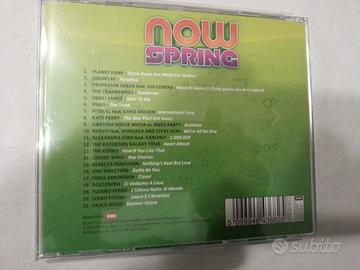 NOW
SPRING
1. PLANET FUNK - These Boots Are Made For Walkin'
2. COLDPLAY - Paradise
3. PROFESSOR GREEN feat. DOLCENERA - Read All About It (Tutto quello che devi sapere)
4. THE CRANBERRIES - Tomorrow
5. EMELI SANDÉ - Next To Me
6. PNAU - The Truth
7. PITBULL feat. CHRIS BROWN - International Love
8. KATY PERRY - The One That Got Away
9. SWEDISH HOUSE MAFIA vs. KNIFE PARTY - Antidote
10. NERVO feat. AFROJACK AND STEVE AOKI - We're All No One
11. ALEXANDRA STAN feat. CARLPRIT - 1.000.000
12. THE ASTEROIDS GALAXY TOUR - Heart Attack
13. THE KOOKS - How'd You Like That
14. CHIDDY BANG - Ray Charles
15. REBECCA FERGUSON - Nothing's Real But Love
16. ONE DIRECTION - Gotta Be You
17. FRIDA AMUNDSEN - Closer
18. DOLCENERA - Ci Vediamo A Casa
19. TIZIANO FERRO - L'Ultima Notte Al Mondo
20. IVANO FOSSATI - Laura E L'Avvenire
21. VASCO ROSSI - Stammi Vicino
EMI
subito